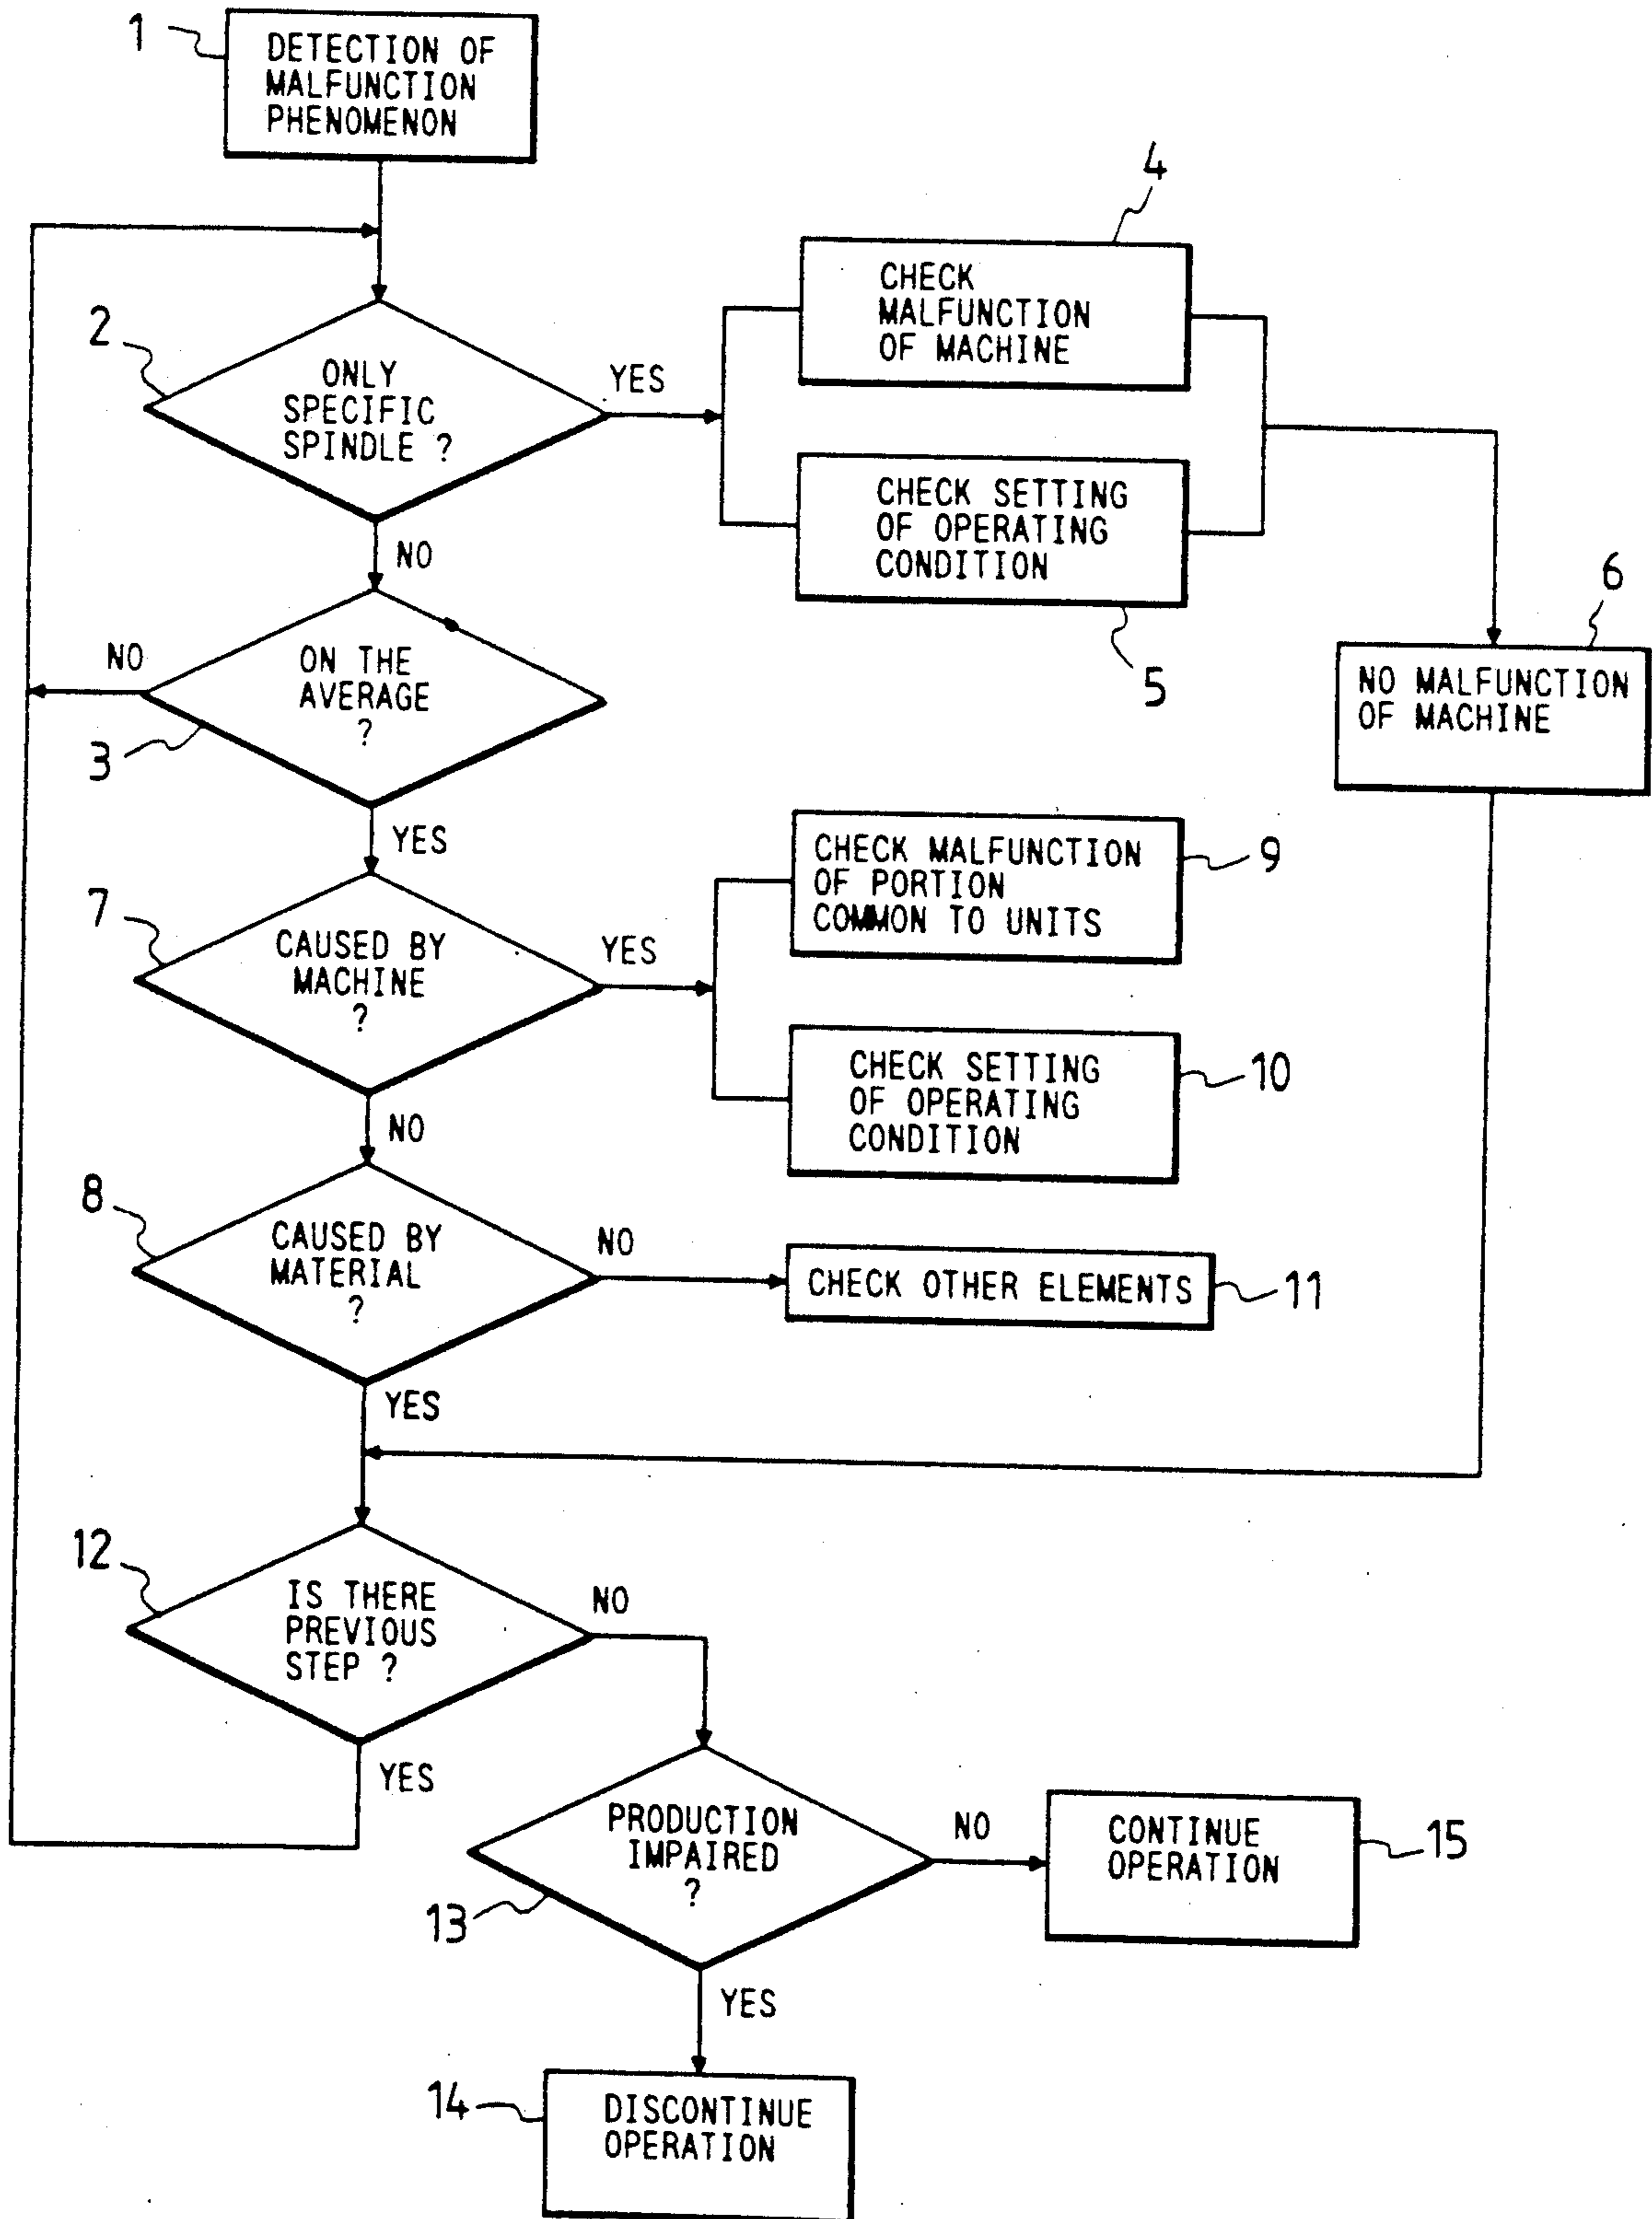 1
DETECTION OF
MALFUNCTION
PHENOMENON
4
CHECK
MALFUNCTION
OF MACHINE
2
ONLY
SPECIFIC
SPINDLE ?
YES
CHECK SETTING
OF OPERATING
CONDITION
5
NO
6
NO MALFUNCTION
OF MACHINE
NO
ON THE
AVERAGE
?
3
YES
CHECK MALFUNCTION
OF PORTION
COMMON TO UNITS
9
7
CAUSED BY
MACHINE
?
YES
CHECK SETTING
OF OPERATING
CONDITION
10
NO
8
CAUSED BY
MATERIAL
?
NO
CHECK OTHER ELEMENTS
11
YES
12
IS THERE
PREVIOUS
STEP ?
NO
YES
PRODUCTION
IMPAIRED
?
13
NO
CONTINUE
OPERATION
15
YES
14
DISCONTINUE
OPERATION